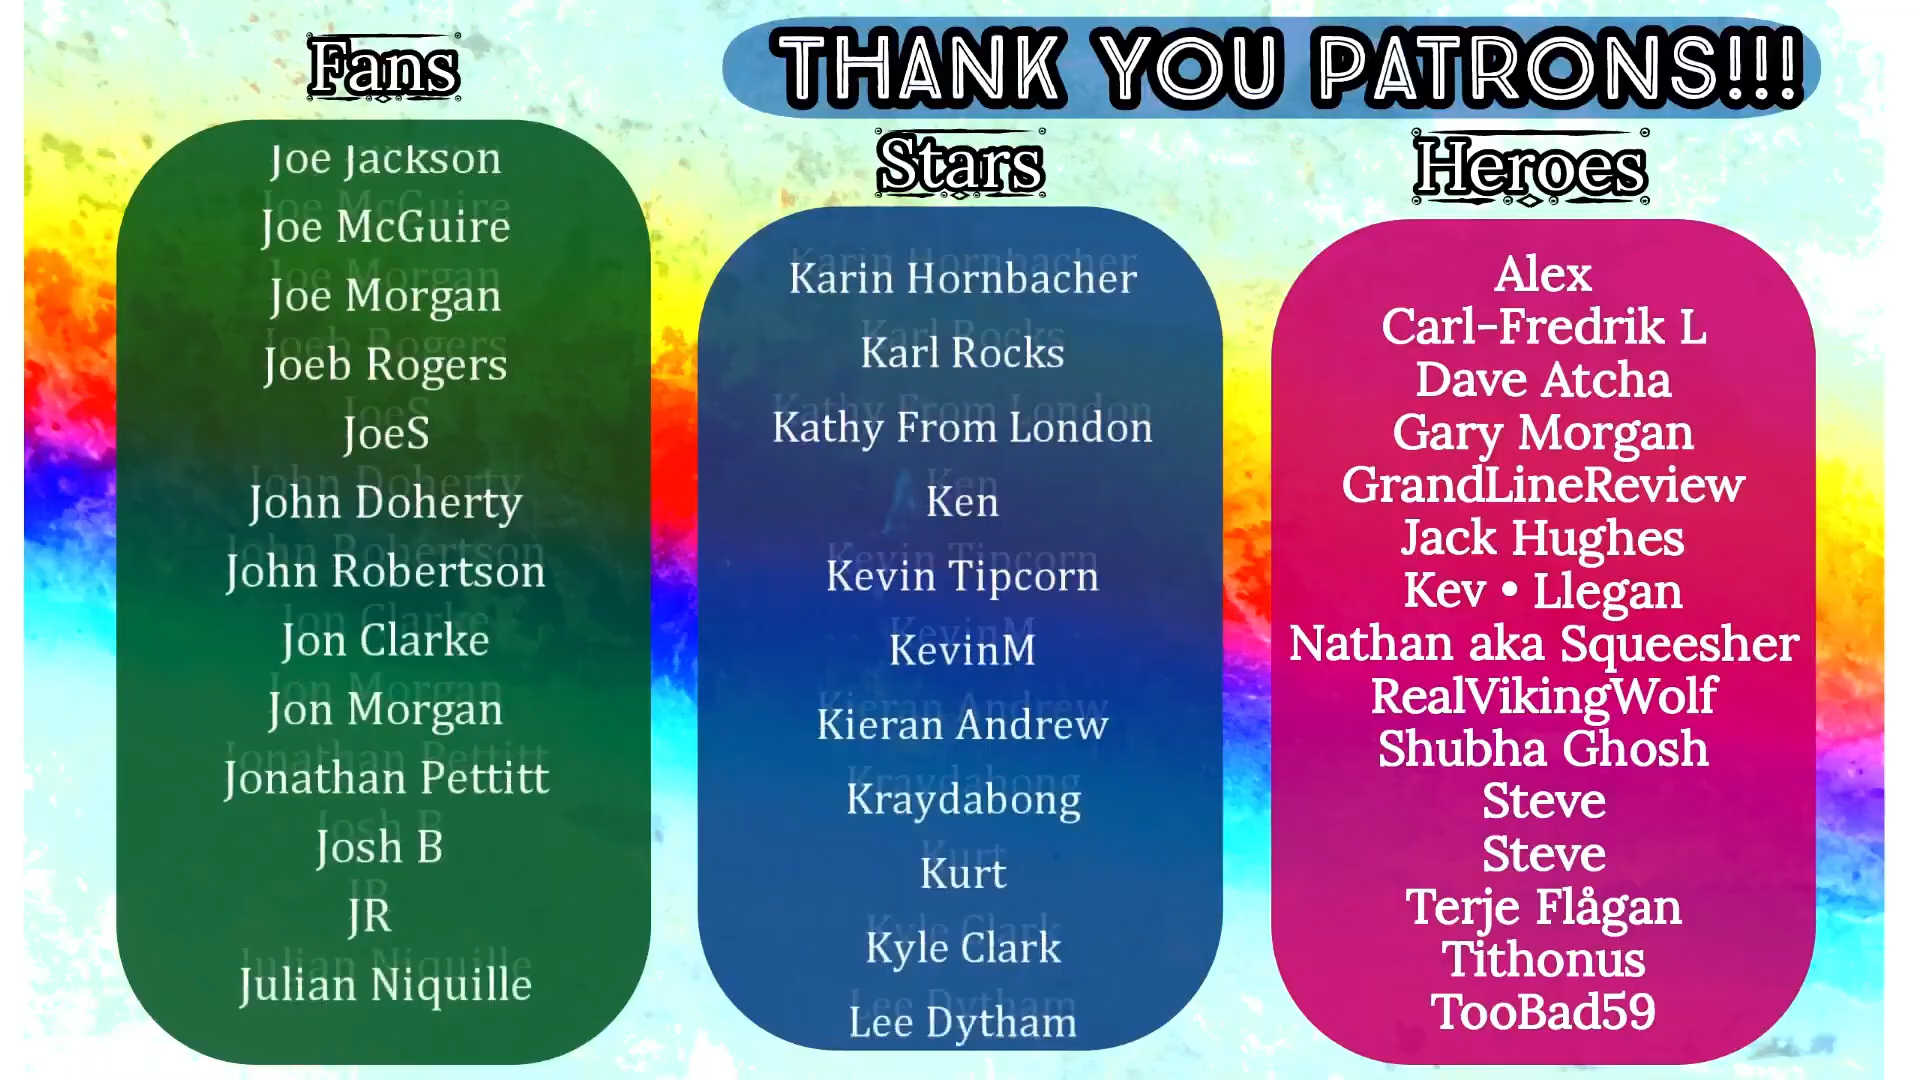 Fans
Joe Jackson
Joe McGuire
Joe Morgan
Joeb Rogers
JoeS
John Doherty
John Robertson
Jon Clarke
Jon Morgan
Jonathan Pettitt
Josh B
JR
Julian Niquille
THANK YOU PATRONS!!!
Stars
Karin Hornbacher
Karl Rocks
Kathy From London
Ken
Kevin Tipcorn
KevinM
Kieran Andrew
Kraydabong
Kurt
Kyle Clark
Lee Dytham
Heroes
Alex
Carl-Fredrik L
Dave Atcha
Gary Morgan
GrandLineReview
Jack Hughes
Kev • Llegan
Nathan aka Squeesher
RealVikingWolf
Shubha Ghosh
Steve
Steve
Terje Flågan
Tithonus
TooBad59